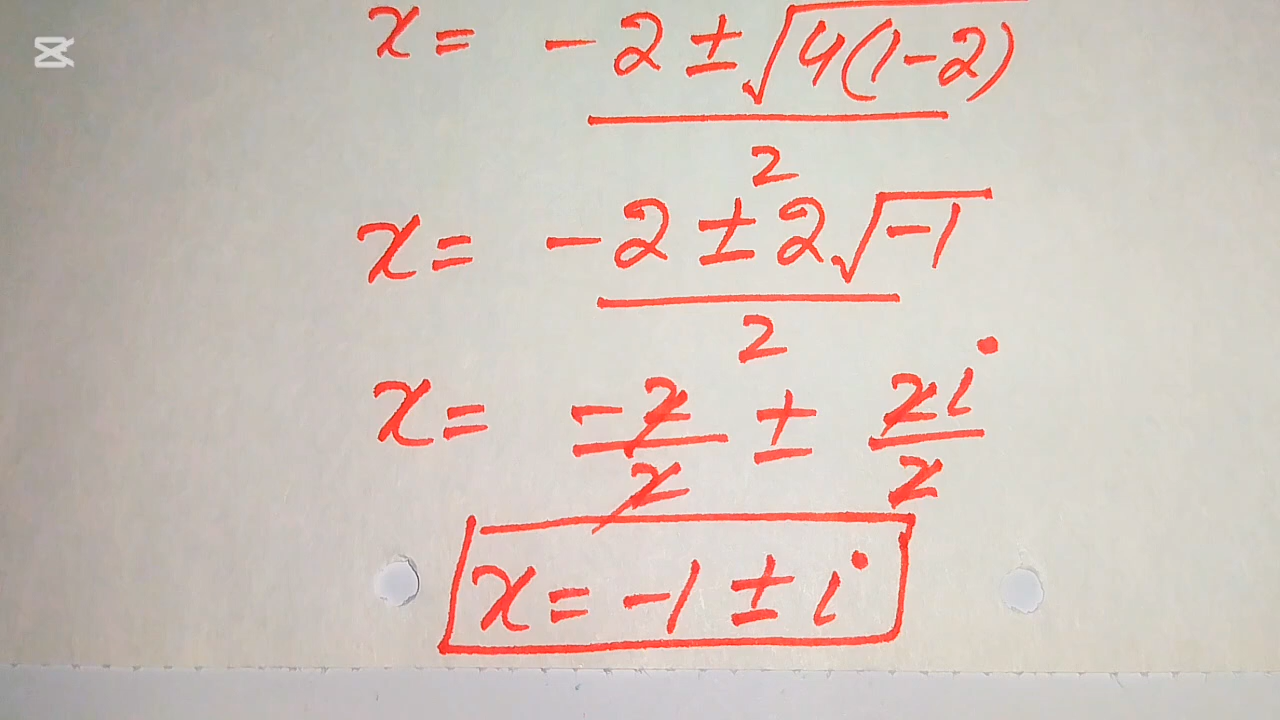 x = -2 ± √4(1-2)
2
x = -2 ± 2√-1
2
x = -2/2 ± 2i/2
x = -1 ± i